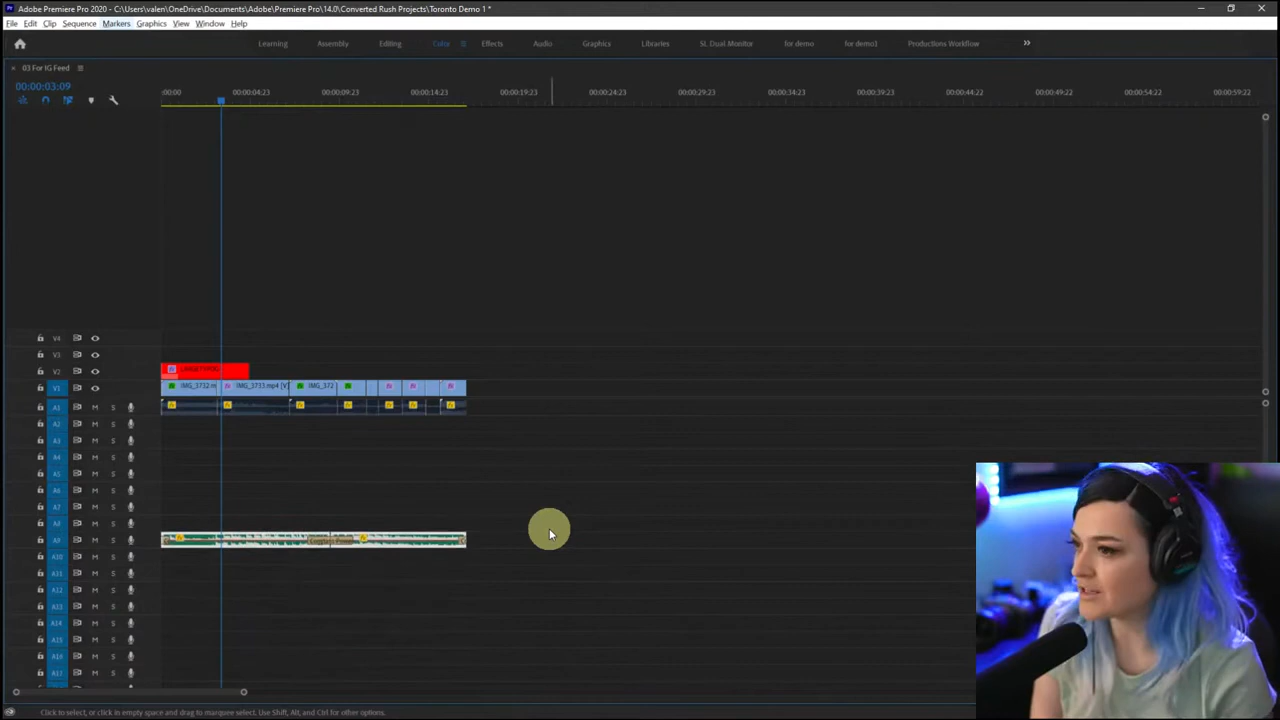 Adobe Premiere Pro 2020 - C:\Users\valen\OneDrive\Documents\Adobe\Premiere Pro\14.0\Converted Rush Projects\Toronto Demo 1 *
File Edit Clip Sequence Markers Graphics View Window Help
Learning Assembly Editing Color Effects Audio Graphics Libraries SL Dual Monitor for demo for demo1 Productions Workflow
03 For IG Feed
00:00:03:09
:00:00 00:00:04:23 00:00:09:23 00:00:14:23 00:00:19:23 00:00:24:23 00:00:29:23 00:00:34:23 00:00:39:23 00:00:44:22 00:00:49:22 00:00:54:22 00:00:59:22
V4
V3
V2
V1 IMG_3732.m IMG_3733.mp4 [V] IMG_372
A1 M S
A2 M S
A3 M S
A4 M S
A5 M S
A6 M S
A7 M S
A8 M S
A9 M S
A10 M S
A11 M S
A12 M S
A13 M S
A14 M S
A15 M S
A16 M S
A17 M S
Click to select, or click in empty space and drag to marquee select. Use Shift, Alt, and Ctrl for other options.